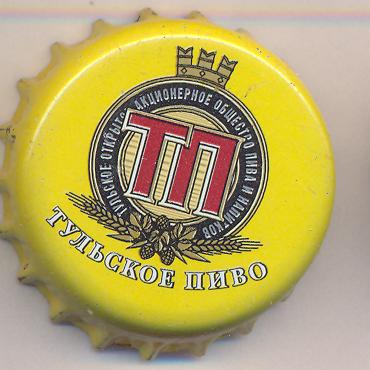 ТУЛЬСКОЕ ОТКРЫТОЕ АКЦИОНЕРНОЕ ОБЩЕСТВО ПИВА И НАПИТКОВ
ТП
ТУЛЬСКОЕ ПИВО